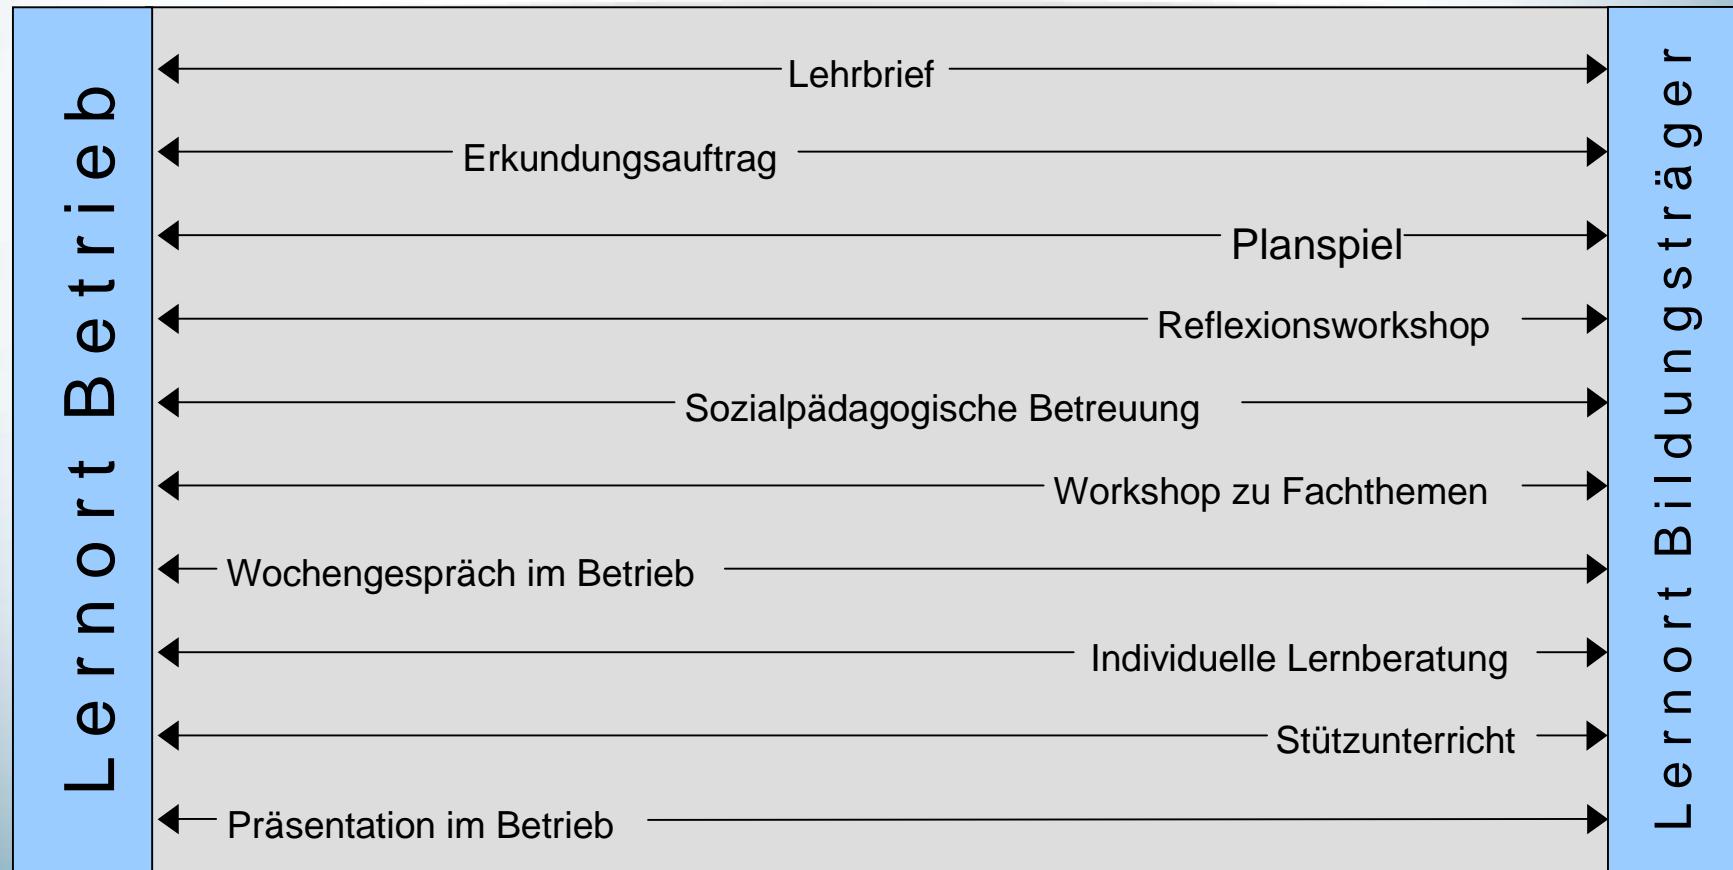 Lernort Betrieb
Lehrbrief
Erkundungsauftrag
Planspiel
Reflexionsworkshop
Sozialpädagogische Betreuung
Workshop zu Fachthemen
Wochengespräch im Betrieb
Individuelle Lernberatung
Stützunterricht
Präsentation im Betrieb
Lernort Bildungsträger